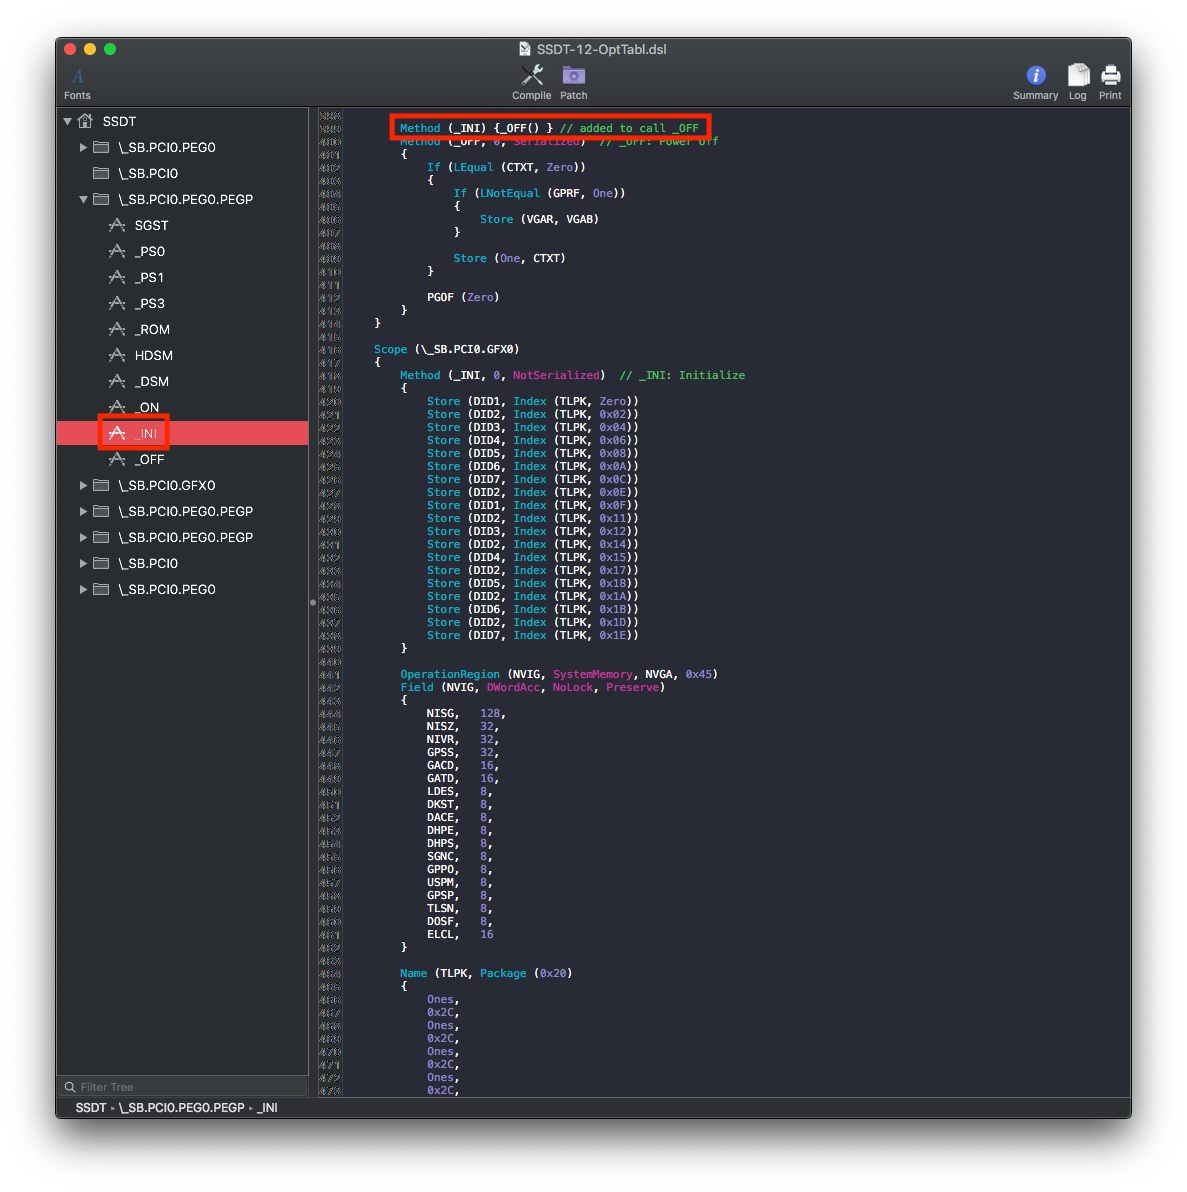 SSDT-12-OptTabl.dsl
Fonts
Compile
Patch
Summary
Log
Print
SSDT
\_SB.PCI0.PEG0
\_SB.PCI0
\_SB.PCI0.PEG0.PEGP
SGST
_PS0
_PS1
_PS3
_ROM
HDSM
_DSM
_ON
_INI
_OFF
\_SB.PCI0.GFX0
\_SB.PCI0.PEG0.PEGP
\_SB.PCI0.PEG0.PEGP
\_SB.PCI0
\_SB.PCI0.PEG0
Filter Tree
SSDT \_SB.PCI0.PEG0.PEGP _INI
Method (_INI) {_OFF() } // added to call _OFF
Method (_OFF, 0, Serialized)  // _OFF: Power Off
{
If (LEqual (CTXT, Zero))
{
If (LNotEqual (GPRF, One))
{
Store (VGAR, VGAB)
}
Store (One, CTXT)
}
PGOF (Zero)
}
}
Scope (\_SB.PCI0.GFX0)
{
Method (_INI, 0, NotSerialized)  // _INI: Initialize
{
Store (DID1, Index (TLPK, Zero))
Store (DID2, Index (TLPK, 0x02))
Store (DID3, Index (TLPK, 0x04))
Store (DID4, Index (TLPK, 0x06))
Store (DID5, Index (TLPK, 0x08))
Store (DID6, Index (TLPK, 0x0A))
Store (DID7, Index (TLPK, 0x0C))
Store (DID2, Index (TLPK, 0x0E))
Store (DID1, Index (TLPK, 0x0F))
Store (DID2, Index (TLPK, 0x11))
Store (DID3, Index (TLPK, 0x12))
Store (DID2, Index (TLPK, 0x14))
Store (DID4, Index (TLPK, 0x15))
Store (DID2, Index (TLPK, 0x17))
Store (DID5, Index (TLPK, 0x18))
Store (DID2, Index (TLPK, 0x1A))
Store (DID6, Index (TLPK, 0x1B))
Store (DID2, Index (TLPK, 0x1D))
Store (DID7, Index (TLPK, 0x1E))
}
OperationRegion (NVIG, SystemMemory, NVGA, 0x45)
Field (NVIG, DWordAcc, NoLock, Preserve)
{
NISG,   128,
NISZ,   32,
NIVR,   32,
GPSS,   32,
GACD,   16,
GATD,   16,
LDES,   8,
DKST,   8,
DACE,   8,
DHPE,   8,
DHPS,   8,
SGNC,   8,
GPPO,   8,
USPM,   8,
GPSP,   8,
TLSN,   8,
DOSF,   8,
ELCL,   16
}
Name (TLPK, Package (0x20)
{
Ones,
0x2C,
Ones,
0x2C,
Ones,
0x2C,
Ones,
0x2C,